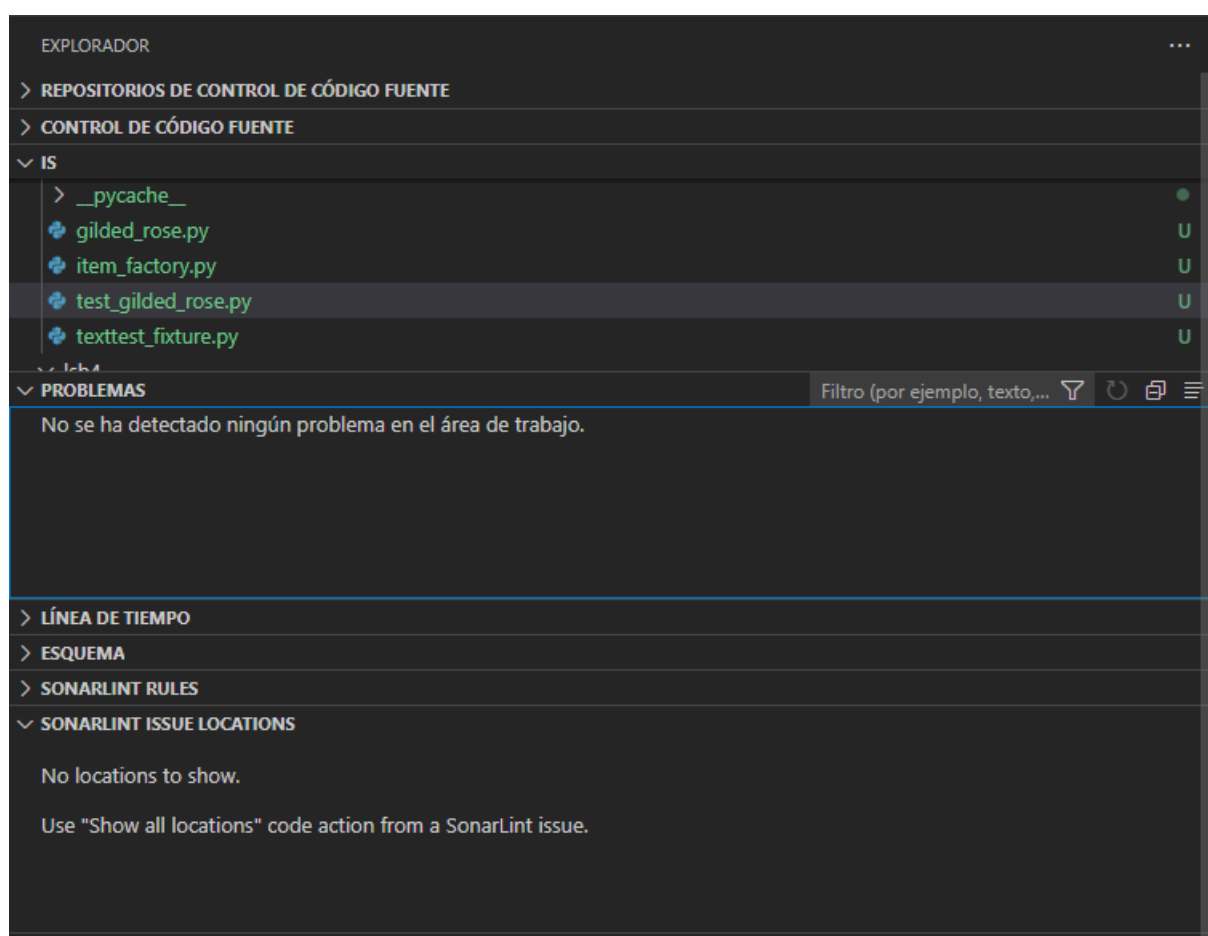 EXPLORADOR
REPOSITORIOS DE CONTROL DE CÓDIGO FUENTE
CONTROL DE CÓDIGO FUENTE
IS
__pycache__
gilded_rose.py U
item_factory.py U
test_gilded_rose.py U
texttest_fixture.py U
PROBLEMAS Filtro (por ejemplo, texto,...
No se ha detectado ningún problema en el área de trabajo.
LÍNEA DE TIEMPO
ESQUEMA
SONARLINT RULES
SONARLINT ISSUE LOCATIONS
No locations to show.
Use "Show all locations" code action from a SonarLint issue.